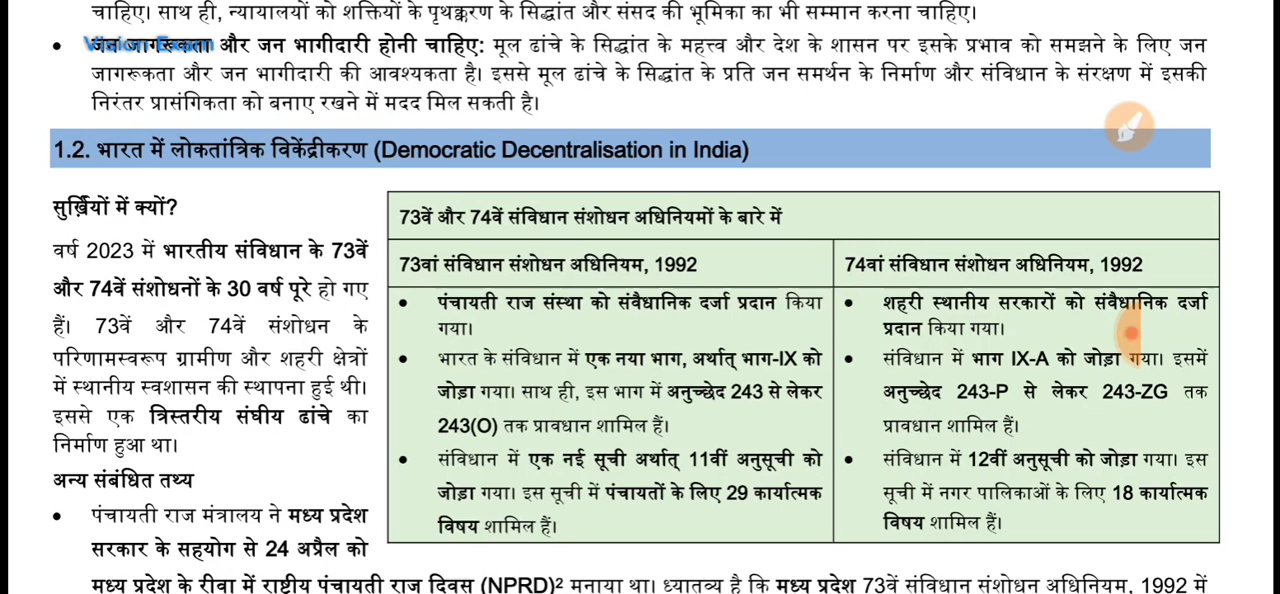 चाहिए। साथ ही, न्यायालयों को शक्तियों के पृथक्करण के सिद्धांत और संसद की भूमिका का भी सम्मान करना चाहिए।
• जन जागरूकता और जन भागीदारी होनी चाहिए: मूल ढांचे के सिद्धांत के महत्त्व और देश के शासन पर इसके प्रभाव को समझने के लिए जन
Vision Exam
जागरूकता और जन भागीदारी की आवश्यकता है। इससे मूल ढांचे के सिद्धांत के प्रति जन समर्थन के निर्माण और संविधान के संरक्षण में इसकी
निरंतर प्रासंगिकता को बनाए रखने में मदद मिल सकती है।
1.2. भारत में लोकतांत्रिक विकेंद्रीकरण (Democratic Decentralisation in India)
सुर्ख़ियों में क्यों?
वर्ष 2023 में भारतीय संविधान के 73वें
और 74वें संशोधनों के 30 वर्ष पूरे हो गए
हैं। 73वें और 74वें संशोधन के
परिणामस्वरूप ग्रामीण और शहरी क्षेत्रों
में स्थानीय स्वशासन की स्थापना हुई थी।
इससे एक त्रिस्तरीय संघीय ढांचे का
निर्माण हुआ था।
अन्य संबंधित तथ्य
• पंचायती राज मंत्रालय ने मध्य प्रदेश
सरकार के सहयोग से 24 अप्रैल को
73वें और 74वें संविधान संशोधन अधिनियमों के बारे में
73वां संविधान संशोधन अधिनियम, 1992
• पंचायती राज संस्था को संवैधानिक दर्जा प्रदान किया
गया।
• भारत के संविधान में एक नया भाग, अर्थात् भाग-IX को
जोड़ा गया। साथ ही, इस भाग में अनुच्छेद 243 से लेकर
243(O) तक प्रावधान शामिल हैं।
• संविधान में एक नई सूची अर्थात् 11वीं अनुसूची को
जोड़ा गया। इस सूची में पंचायतों के लिए 29 कार्यात्मक
विषय शामिल हैं।
74वां संविधान संशोधन अधिनियम, 1992
• शहरी स्थानीय सरकारों को संवैधानिक दर्जा
प्रदान किया गया।
• संविधान में भाग IX-A को जोड़ा गया। इसमें
अनुच्छेद 243-P से लेकर 243-ZG तक
प्रावधान शामिल हैं।
• संविधान में 12वीं अनुसूची को जोड़ा गया। इस
सूची में नगर पालिकाओं के लिए 18 कार्यात्मक
विषय शामिल हैं।
मध्य प्रदेश के रीवा में राष्ट्रीय पंचायती राज दिवस (NPRD)² मनाया था। ध्यातव्य है कि मध्य प्रदेश 73वें संविधान संशोधन अधिनियम, 1992 में